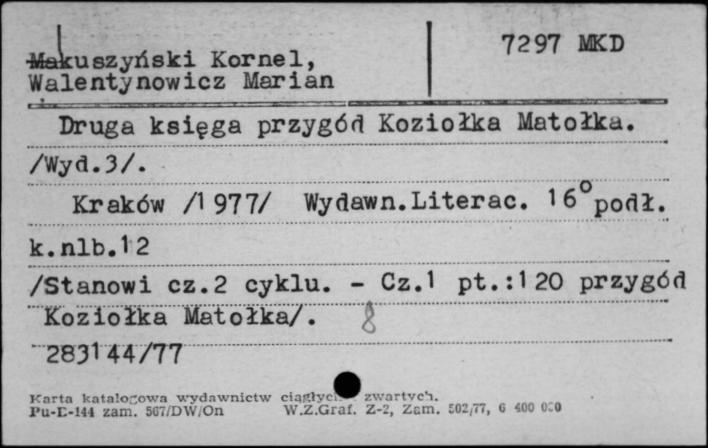 7297 MKD
Makuszyński Kornel,
Walentynowicz Marian
Druga księga przygód Koziołka Matołka.
/Wyd.3/.
Kraków /1977/ Wydawn.Literac. 16° podł.
k.nlb.12
/Stanowi cz.2 cyklu. - Cz.1 pt.:120 przygód
Koziołka Matołka/. 8
283144/77
Karta katalogowa wydawnictw ciągłych zwartych.
Pu-E-144 zam. 567/DW/On W.Z.Graf. Z-2, Zam. 502/77, 6 400 000